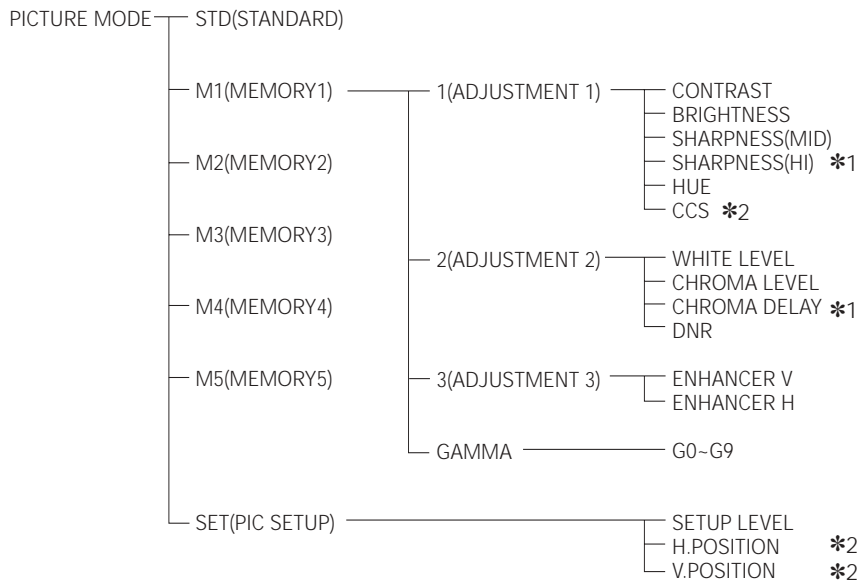 PICTURE MODE STD(STANDARD)
M1(MEMORY1) 1(ADJUSTMENT 1) CONTRAST
BRIGHTNESS
SHARPNESS(MID)
M2(MEMORY2) SHARPNESS(HI) ✱1
HUE
CCS ✱2
M3(MEMORY3)
2(ADJUSTMENT 2) WHITE LEVEL
CHROMA LEVEL
M4(MEMORY4) CHROMA DELAY ✱1
DNR
M5(MEMORY5) 3(ADJUSTMENT 3) ENHANCER V
ENHANCER H
GAMMA G0~G9
SET(PIC SETUP) SETUP LEVEL
H.POSITION ✱2
V.POSITION ✱2